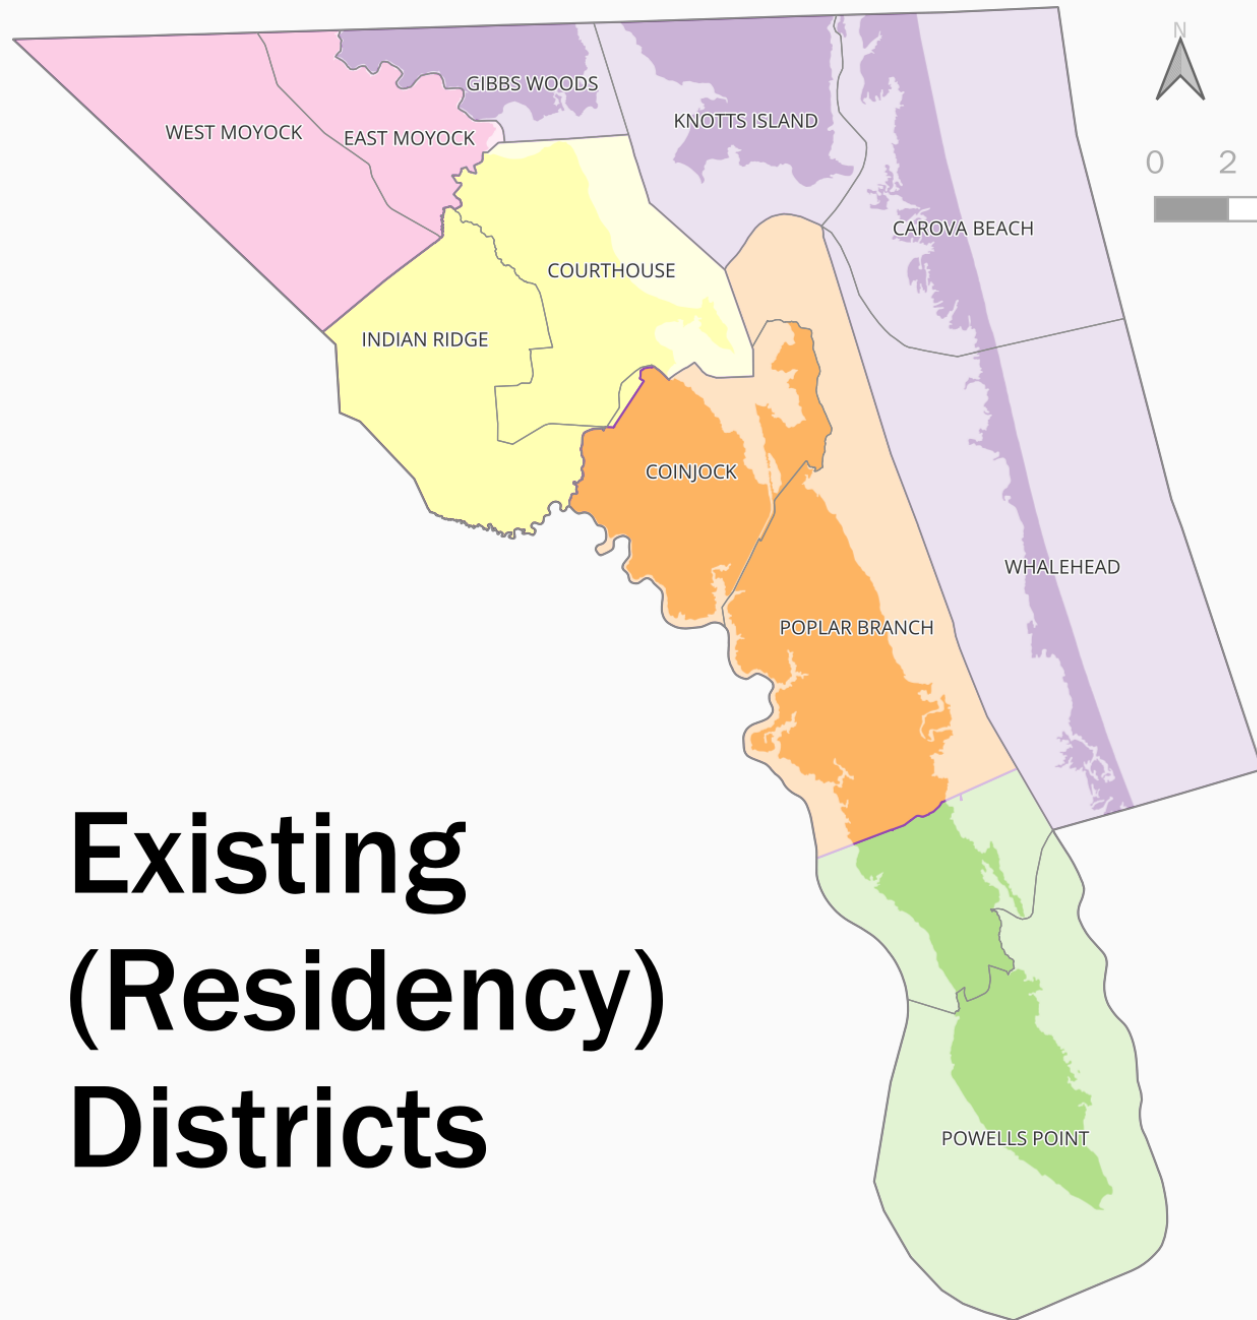 N
GIBBS WOODS
KNOTTS ISLAND
WEST MOYOCK
EAST MOYOCK
0 2
CAROVA BEACH
COURTHOUSE
INDIAN RIDGE
COINJOCK
WHALEHEAD
POPLAR BRANCH
Existing
(Residency)
Districts
POWELLS POINT